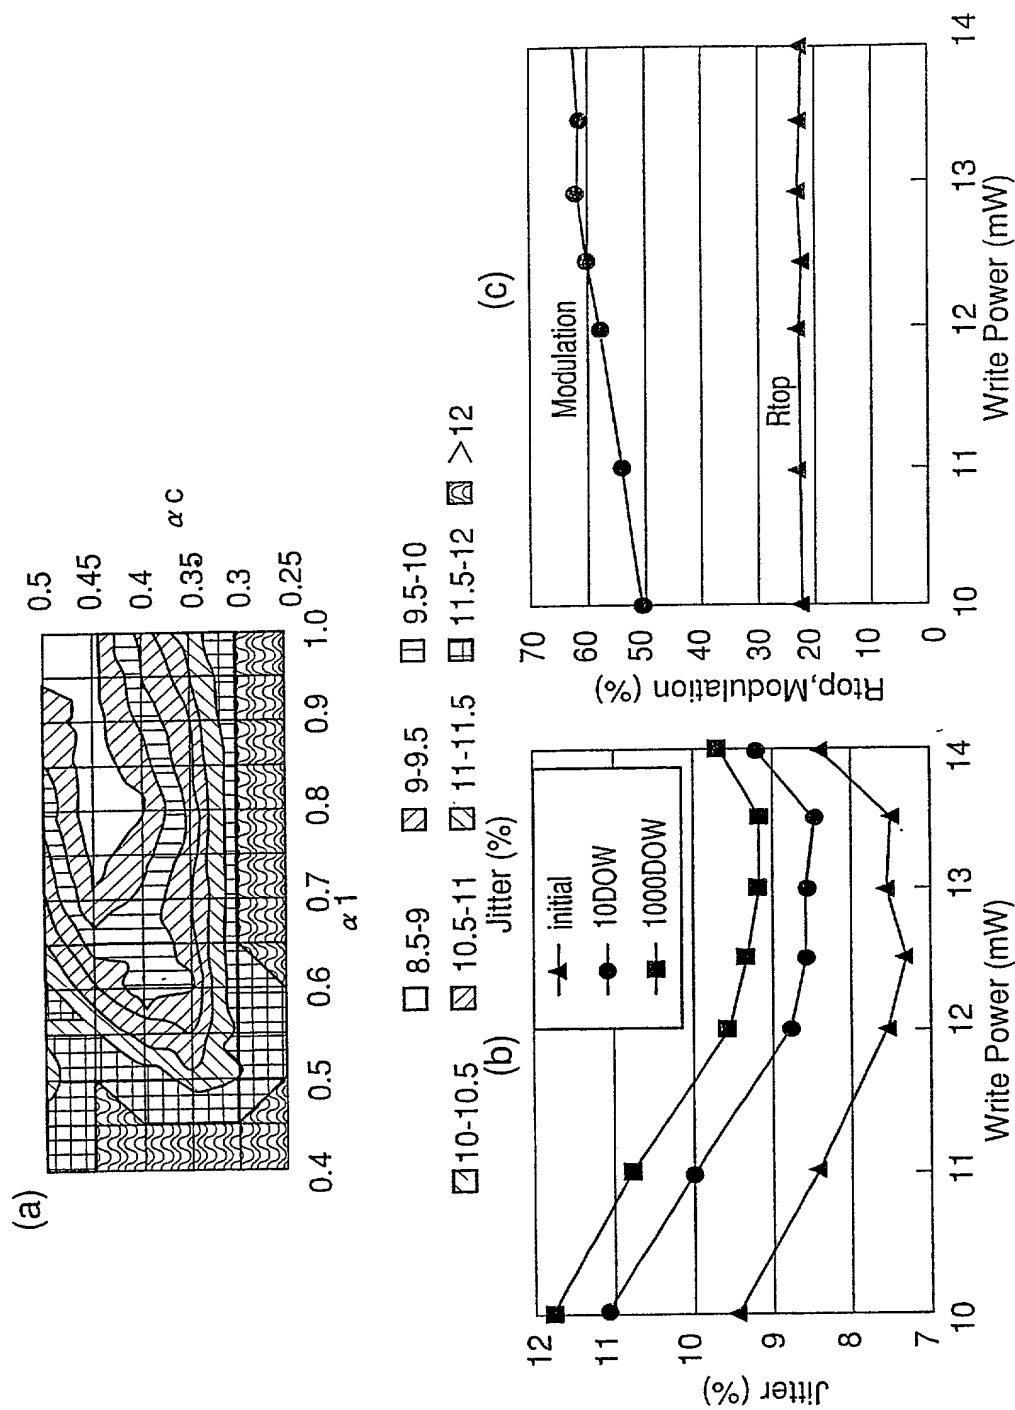 (a)
0.5
0.45
0.4
0.35
0.3
0.25
α c
0.4 0.5 0.6 0.7 0.8 0.9 1.0
α 1
8.5-9 9-9.5 9.5-10
10-10.5 10.5-11 11-11.5 11.5-12 >12
Jitter (%)
(b)
12
11
10
9
8
7
Jitter (%)
initial
10DOW
1000DOW
10 11 12 13 14
Write Power (mW)
(c)
70
60
50
40
30
20
10
0
Rtop,Modulation (%)
Modulation
Rtop
10 11 12 13 14
Write Power (mW)